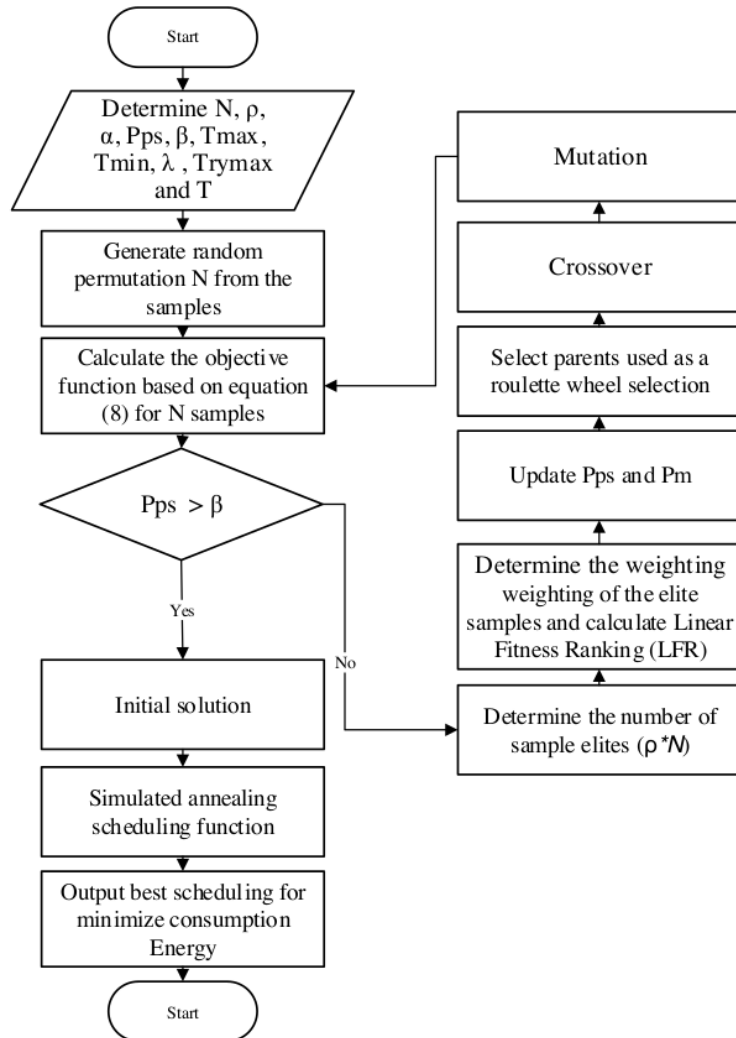 Start
Determine N, ρ,
α, Pps, β, Tmax,
Tmin, λ , Trymax
and T
Generate random
permutation N from the
samples
Calculate the objective
function based on equation
(8) for N samples
Pps > β
Yes
No
Initial solution
Simulated annealing
scheduling function
Output best scheduling for
minimize consumption
Energy
Start
Mutation
Crossover
Select parents used as a
roulette wheel selection
Update Pps and Pm
Determine the weighting
weighting of the elite
samples and calculate Linear
Fitness Ranking (LFR)
Determine the number of
sample elites (ρ*N)